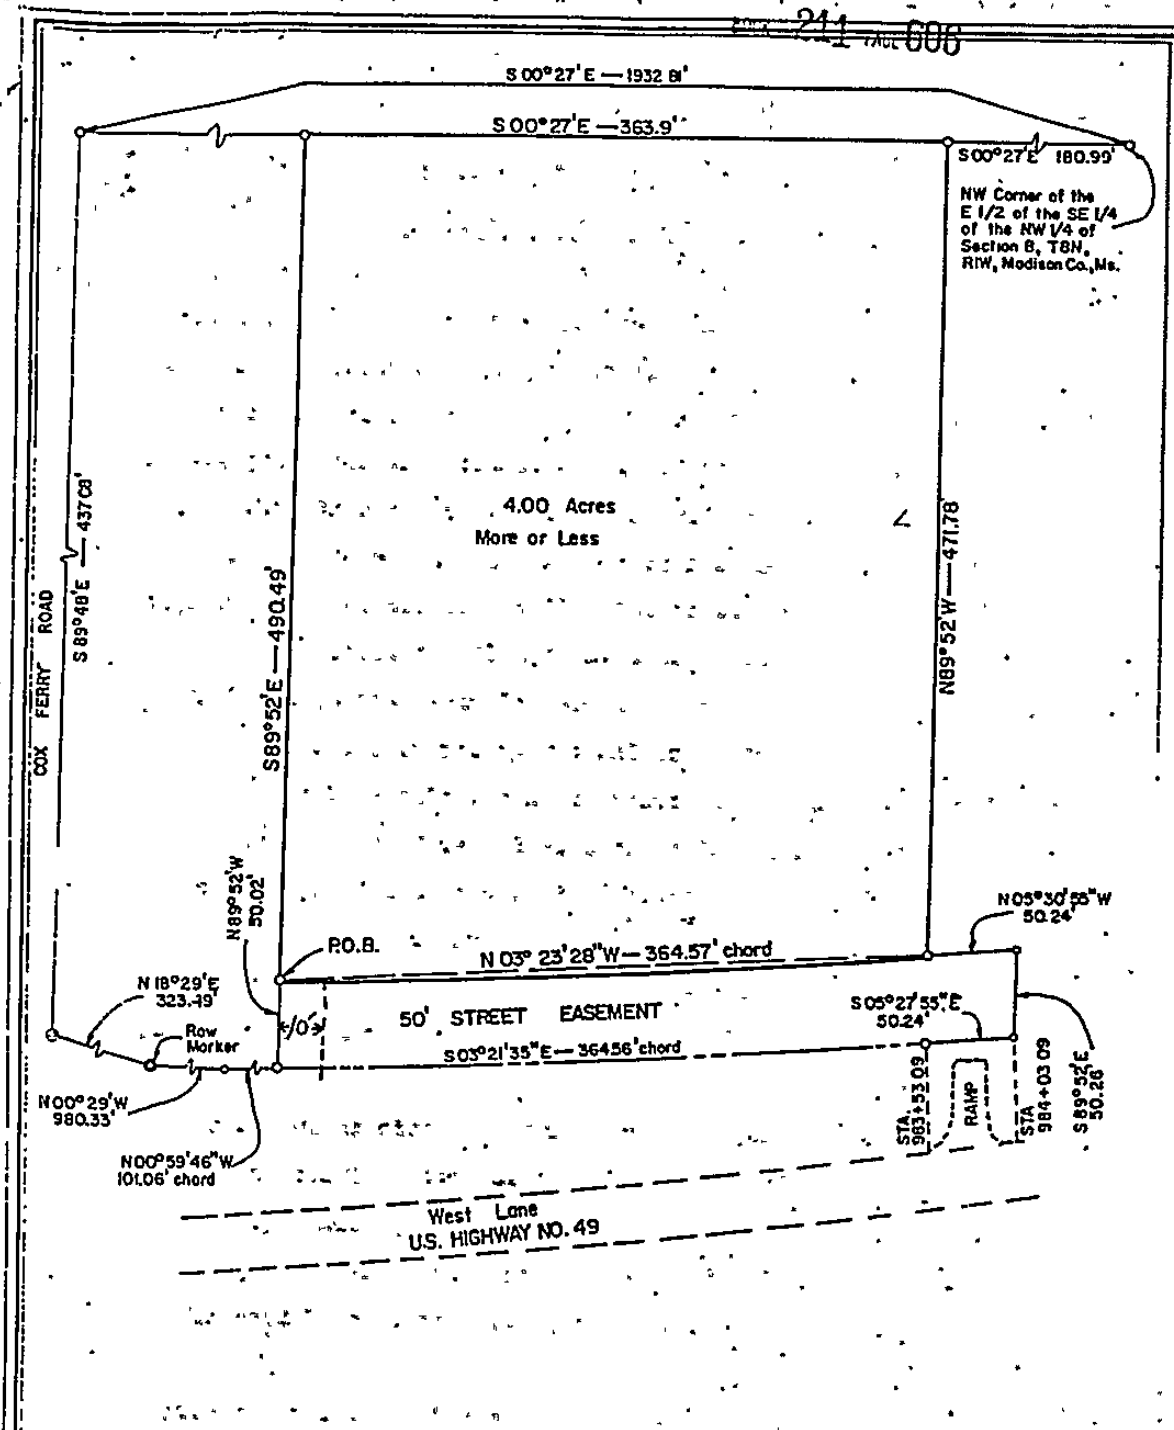 211 PAGE 606
S 00°27'E — 1932 81'
S 00°27'E — 363.9'
S 00°27'E 180.99'
NW Corner of the
E 1/2 of the SE 1/4
of the NW 1/4 of
Section 8, T8N,
R1W, Madison Co., Ms.
4.00 Acres
More or Less
S 89°48'E — 437.08'
COX FERRY ROAD
S89°52'E — 490.49'
N89°52'W — 471.78'
N89°52'W
50.02'
P.O.B.
N 03° 23'28"W — 364.57' chord
N05°30'55"W
50.24'
N 18°29'E
323.49'
Row
Marker
50' STREET EASEMENT
S 05°27'55"E
50.24'
S 03°21'35"E — 364.56' chord
N00°29'W
980.33'
N00°59'46"W
101.06' chord
STA.
983+53 09
RAMP
STA
984+03 09
S 89°52'E
50.26'
West Lane
U.S. HIGHWAY NO. 49